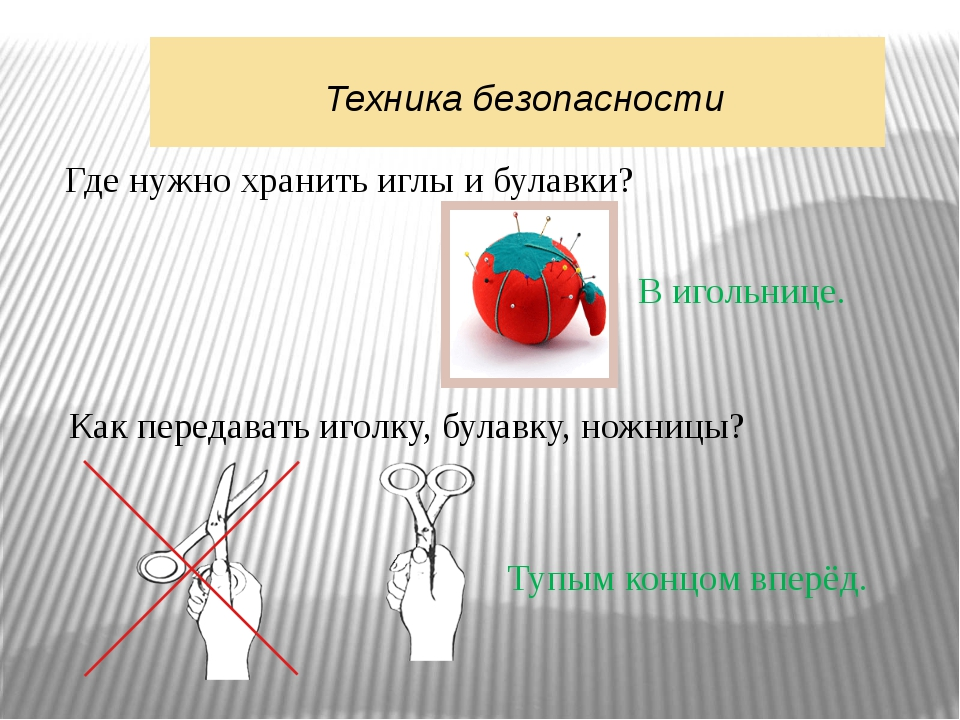 Техника безопасности
Где нужно хранить иглы и булавки?
В игольнице.
Как передавать иголку, булавку, ножницы?
Тупым концом вперёд.